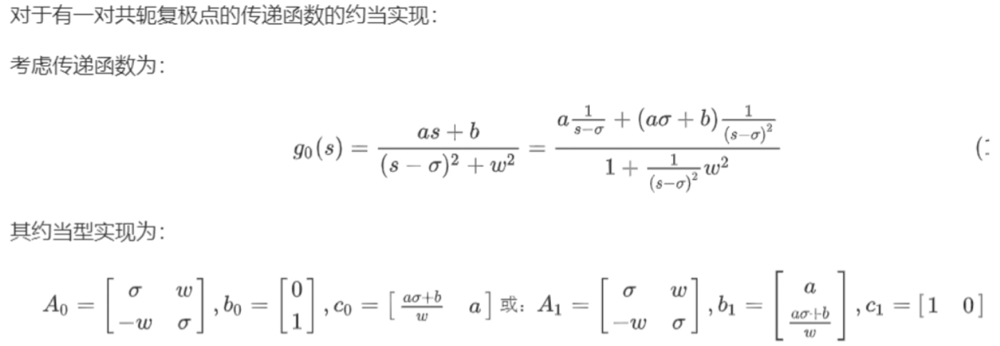 对于有一对共轭复极点的传递函数的约当实现：
考虑传递函数为：
$g_0(s) = \frac{as+b}{(s-\sigma)^2+w^2} = \frac{a\frac{1}{s-\sigma}+(a\sigma+b)\frac{1}{(s-\sigma)^2}}{1+\frac{1}{(s-\sigma)^2}w^2}$ (
其约当型实现为：
$A_0 = \begin{bmatrix} \sigma & w \\ -w & \sigma \end{bmatrix}, b_0 = \begin{bmatrix} 0 \\ 1 \end{bmatrix}, c_0 = \begin{bmatrix} \frac{a\sigma+b}{w} & a \end{bmatrix}$ 或：$A_1 = \begin{bmatrix} \sigma & w \\ -w & \sigma \end{bmatrix}, b_1 = \begin{bmatrix} a \\ \frac{a\sigma+b}{w} \end{bmatrix}, c_1 = \begin{bmatrix} 1 & 0 \end{bmatrix}$